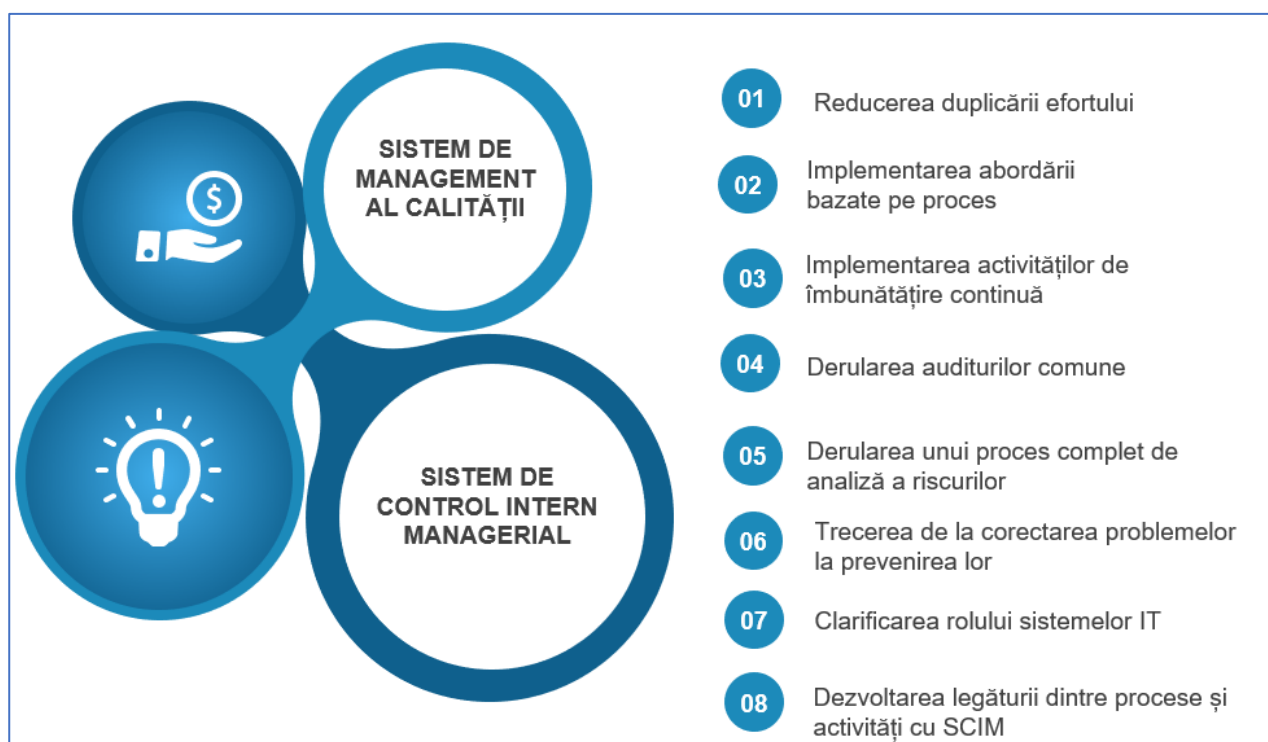 SISTEM DE
MANAGEMENT
AL CALITĂȚII
$
SISTEM DE
CONTROL INTERN
MANAGERIAL
01
Reducerea duplicării efortului
02
Implementarea abordării
bazate pe proces
03
Implementarea activităților de
îmbunătățire continuă
04
Derularea auditurilor comune
05
Derularea unui proces complet de
analiză a riscurilor
06
Trecerea de la corectarea problemelor
la prevenirea lor
07
Clarificarea rolului sistemelor IT
08
Dezvoltarea legăturii dintre procese și
activități cu SCIM